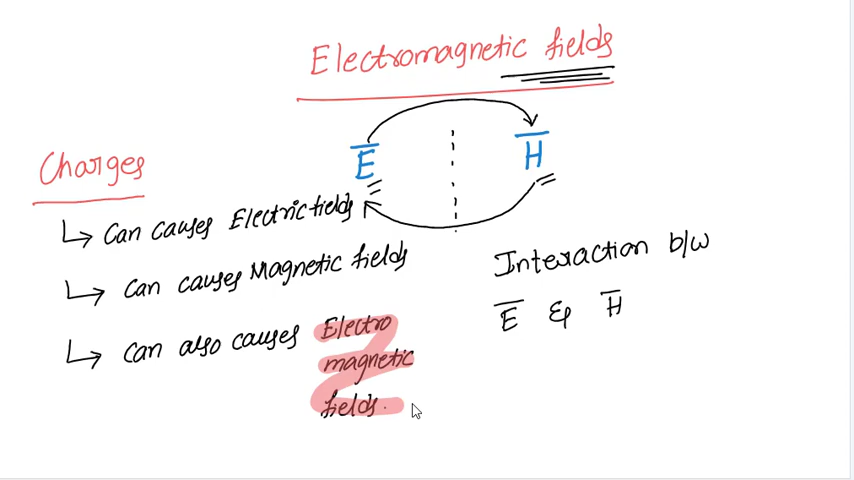 Electromagnetic fields
E̅
H̅
Charges
↳ Can causes Electric fields
↳ Can causes Magnetic fields
↳ Can also causes Electro
magnetic
fields.
Interaction b/w
E̅ & H̅